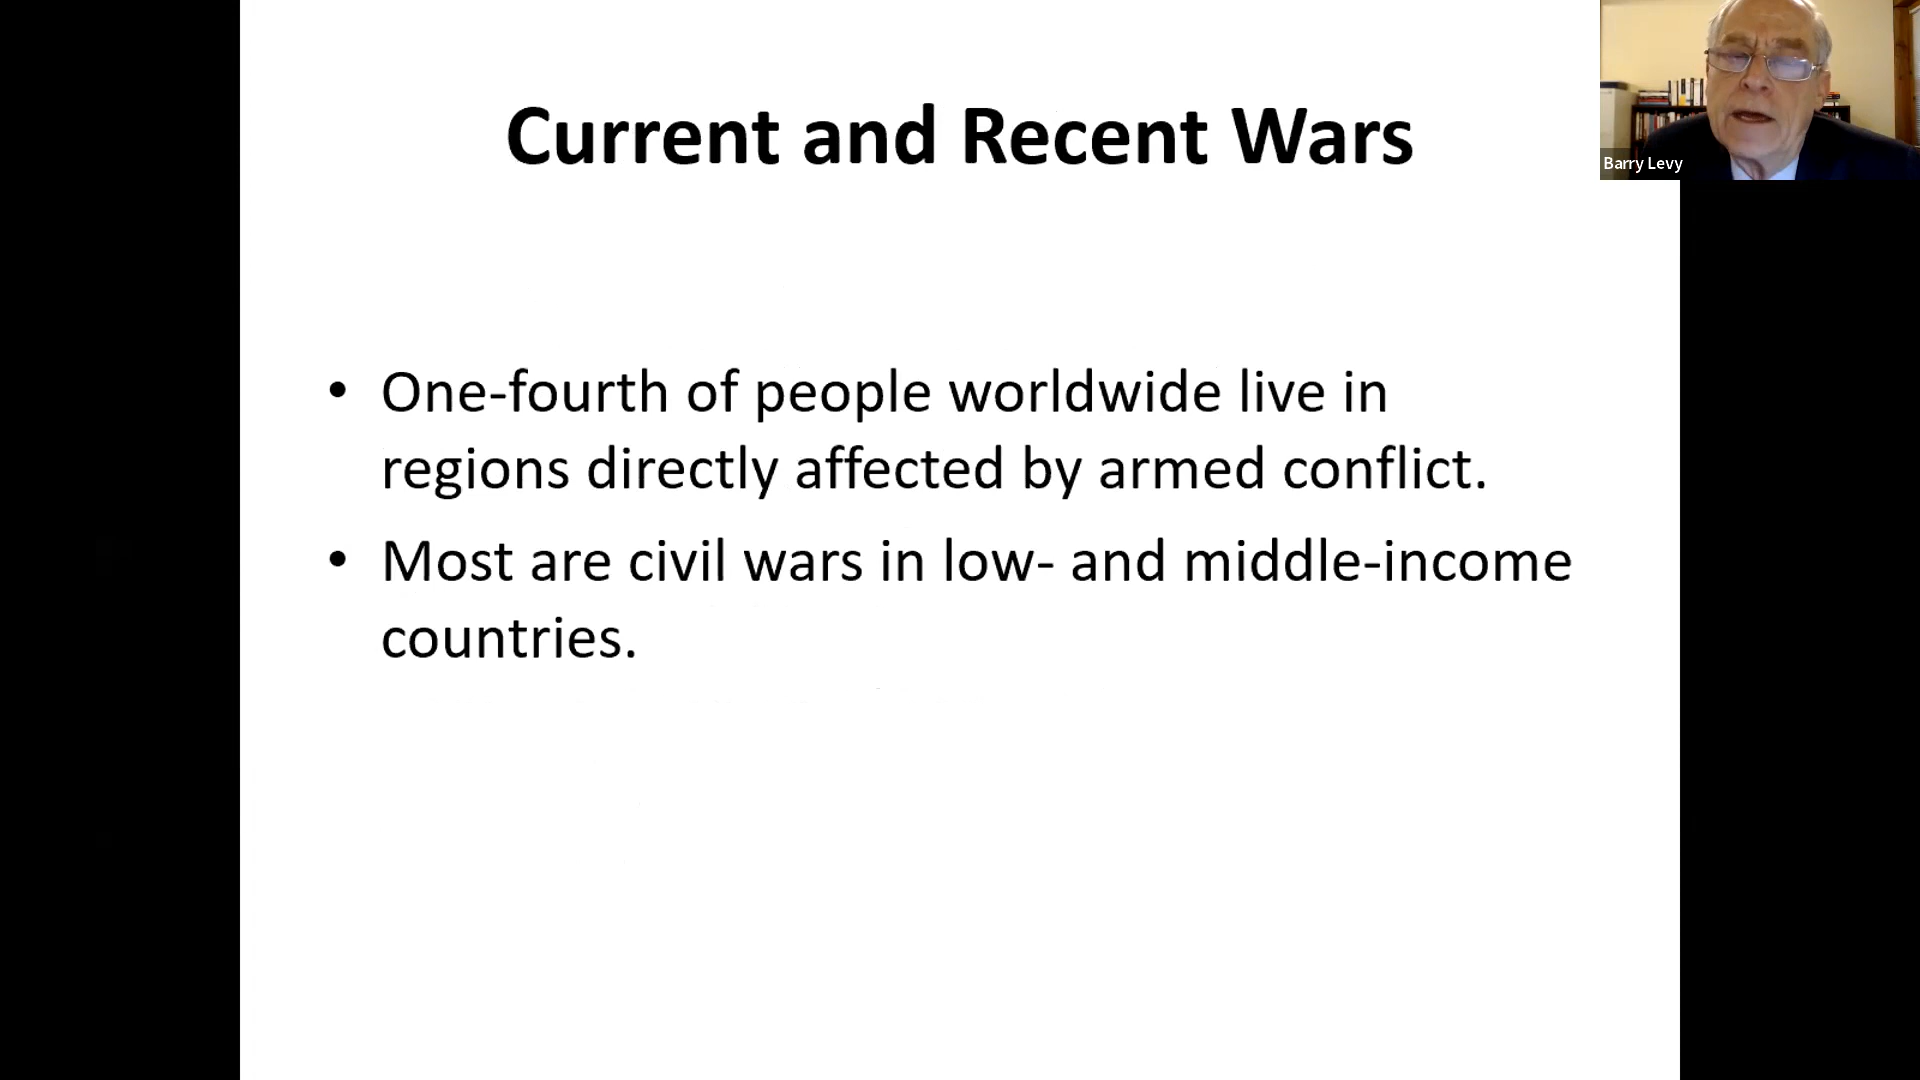 Current and Recent Wars
Barry Levy
• One-fourth of people worldwide live in
regions directly affected by armed conflict.
• Most are civil wars in low- and middle-income
countries.